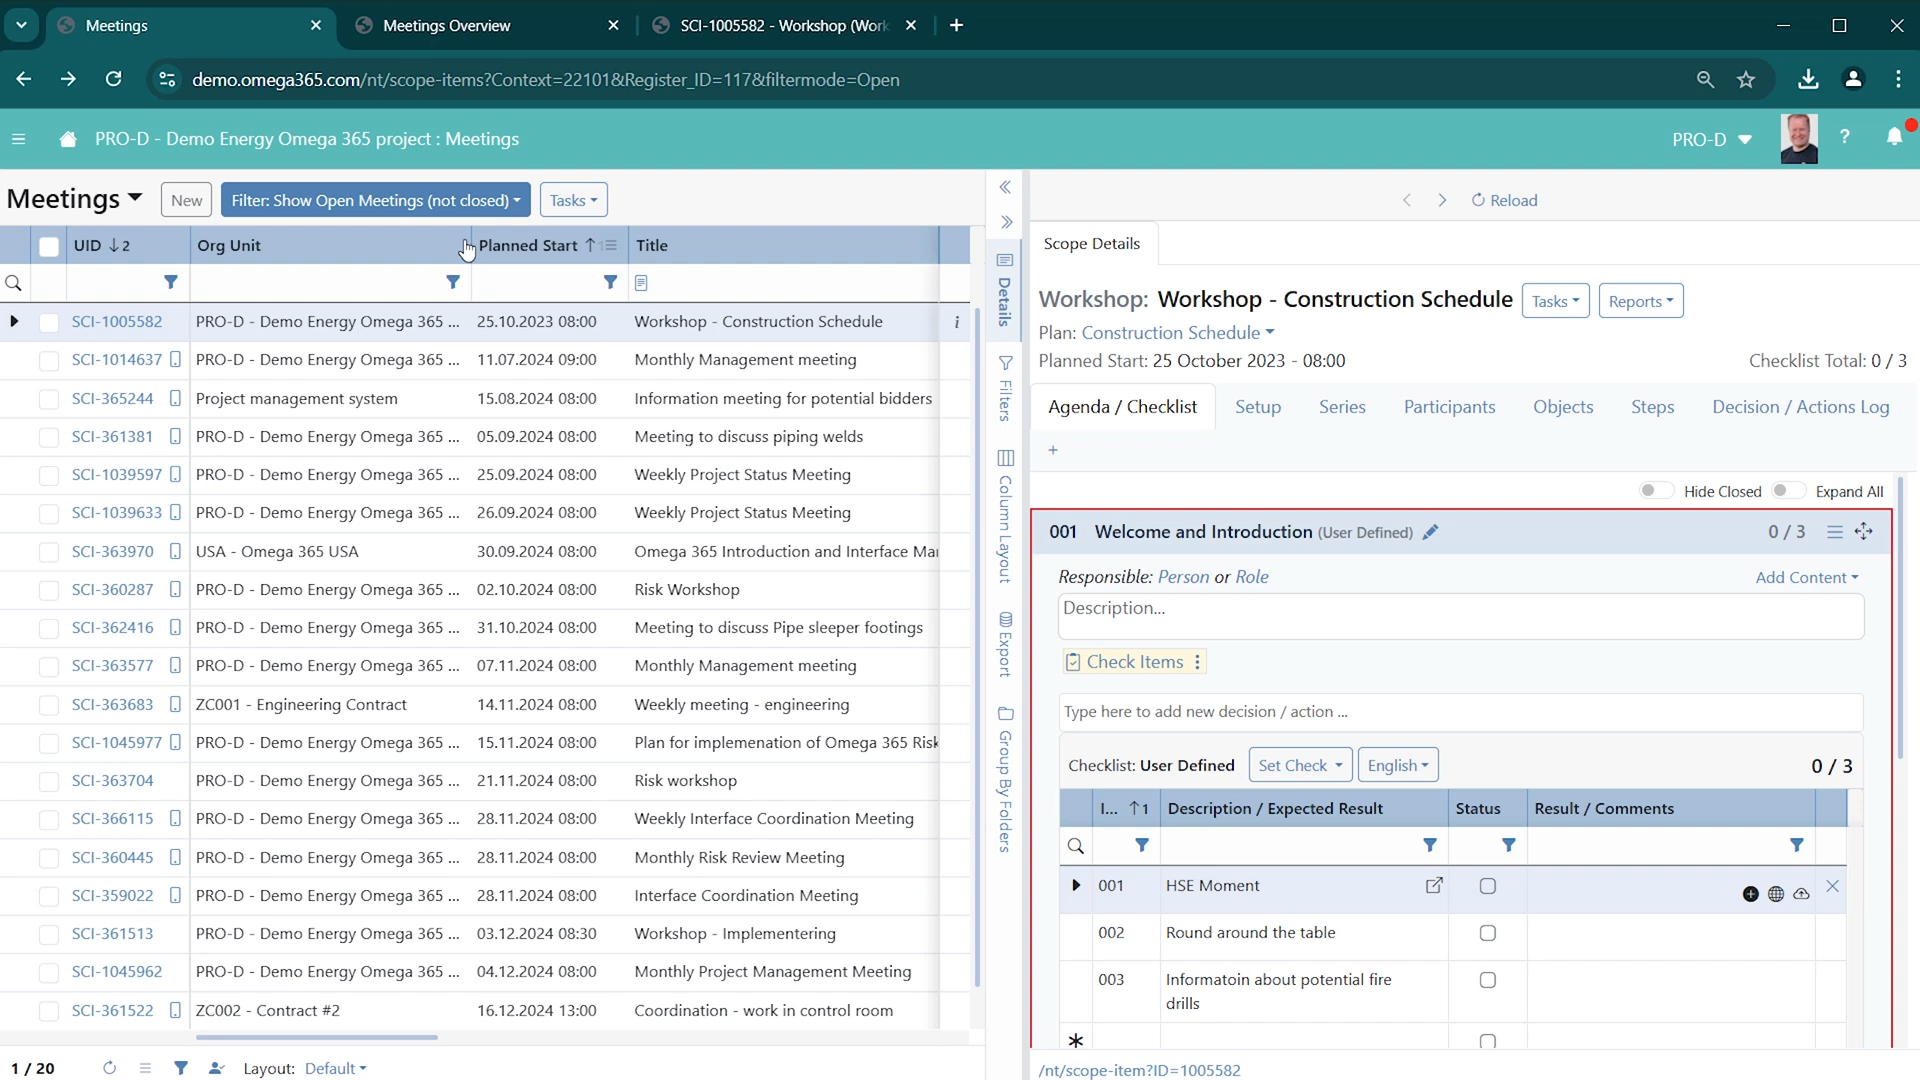 Meetings
Meetings Overview
SCI-1005582 - Workshop (Work
demo.omega365.com/nt/scope-items?Context=22101&Register_ID=117&filtermode=Open
PRO-D - Demo Energy Omega 365 project : Meetings
PRO-D
?
Meetings
New
Filter: Show Open Meetings (not closed)
Tasks
UID 2
Org Unit
Planned Start
Title
SCI-1005582 PRO-D - Demo Energy Omega 365 ... 25.10.2023 08:00 Workshop - Construction Schedule i
SCI-1014637 PRO-D - Demo Energy Omega 365 ... 11.07.2024 09:00 Monthly Management meeting
SCI-365244 Project management system 15.08.2024 08:00 Information meeting for potential bidders
SCI-361381 PRO-D - Demo Energy Omega 365 ... 05.09.2024 08:00 Meeting to discuss piping welds
SCI-1039597 PRO-D - Demo Energy Omega 365 ... 25.09.2024 08:00 Weekly Project Status Meeting
SCI-1039633 PRO-D - Demo Energy Omega 365 ... 26.09.2024 08:00 Weekly Project Status Meeting
SCI-363970 USA - Omega 365 USA 30.09.2024 08:00 Omega 365 Introduction and Interface Mar
SCI-360287 PRO-D - Demo Energy Omega 365 ... 02.10.2024 08:00 Risk Workshop
SCI-362416 PRO-D - Demo Energy Omega 365 ... 31.10.2024 08:00 Meeting to discuss Pipe sleeper footings
SCI-363577 PRO-D - Demo Energy Omega 365 ... 07.11.2024 08:00 Monthly Management meeting
SCI-363683 ZC001 - Engineering Contract 14.11.2024 08:00 Weekly meeting - engineering
SCI-1045977 PRO-D - Demo Energy Omega 365 ... 15.11.2024 08:00 Plan for implemenation of Omega 365 Risk
SCI-363704 PRO-D - Demo Energy Omega 365 ... 21.11.2024 08:00 Risk workshop
SCI-366115 PRO-D - Demo Energy Omega 365 ... 28.11.2024 08:00 Weekly Interface Coordination Meeting
SCI-360445 PRO-D - Demo Energy Omega 365 ... 28.11.2024 08:00 Monthly Risk Review Meeting
SCI-359022 PRO-D - Demo Energy Omega 365 ... 28.11.2024 08:00 Interface Coordination Meeting
SCI-361513 PRO-D - Demo Energy Omega 365 ... 03.12.2024 08:30 Workshop - Implementering
SCI-1045962 PRO-D - Demo Energy Omega 365 ... 04.12.2024 08:00 Monthly Project Management Meeting
SCI-361522 ZC002 - Contract #2 16.12.2024 13:00 Coordination - work in control room
1 / 20
Layout: Default
Details
Filters
Column Layout
Export
Group By Folders
Reload
Scope Details
Workshop: Workshop - Construction Schedule
Tasks
Reports
Plan: Construction Schedule
Planned Start: 25 October 2023 - 08:00
Checklist Total: 0 / 3
Agenda / Checklist
Setup
Series
Participants
Objects
Steps
Decision / Actions Log
+
Hide Closed
Expand All
001 Welcome and Introduction (User Defined)
0 / 3
Responsible: Person or Role
Add Content
Description...
Check Items
Type here to add new decision / action ...
Checklist: User Defined
Set Check
English
0 / 3
I... 1
Description / Expected Result
Status
Result / Comments
001 HSE Moment
002 Round around the table
003 Informatoin about potential fire
drills
/nt/scope-item?ID=1005582